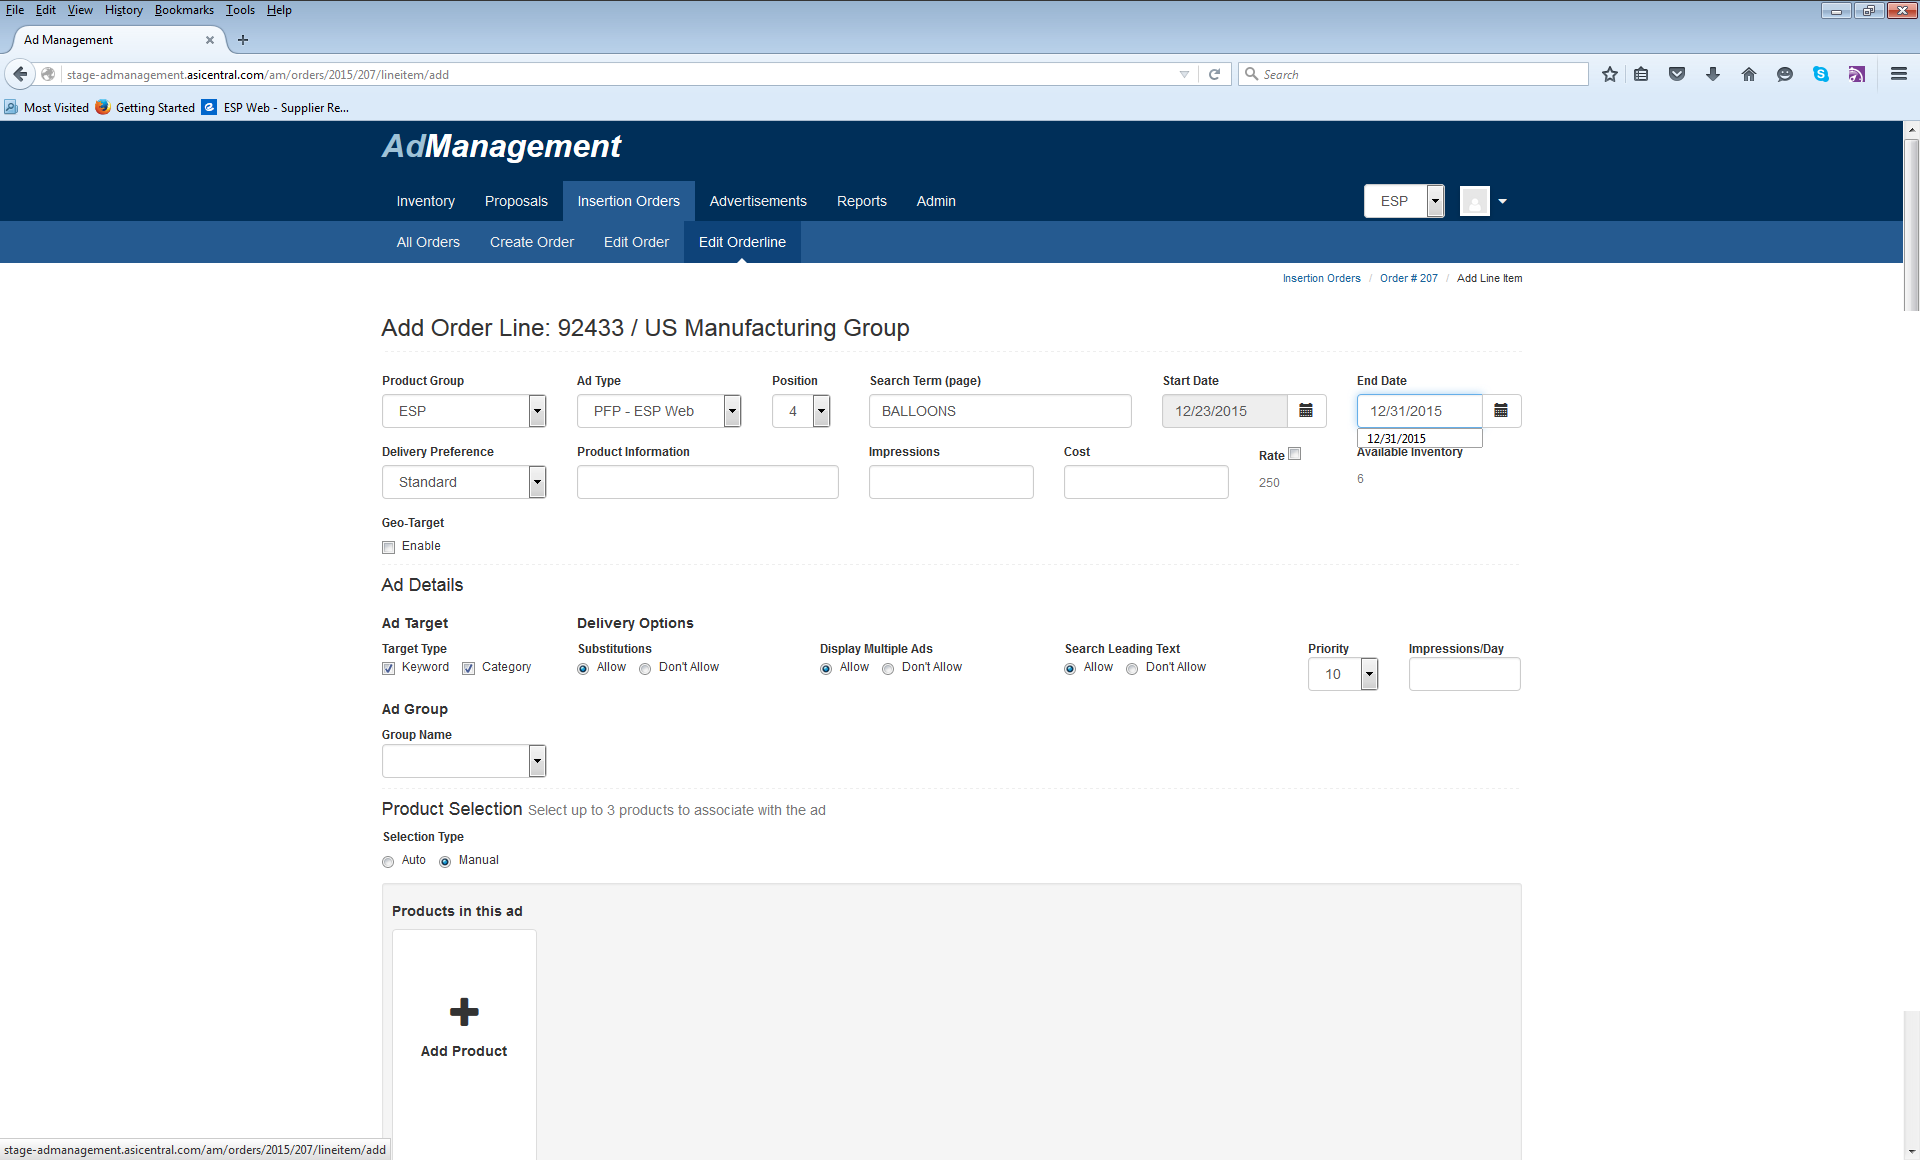 File Edit View History Bookmarks Tools Help
Ad Management
stage-admanagement.asicentral.com/am/orders/2015/207/lineitem/add
Search
Most Visited Getting Started ESP Web - Supplier Re...
AdManagement
Inventory Proposals Insertion Orders Advertisements Reports Admin ESP
All Orders Create Order Edit Order Edit Orderline
Insertion Orders / Order # 207 / Add Line Item
Add Order Line: 92433 / US Manufacturing Group
Product Group Ad Type Position Search Term (page) Start Date End Date
ESP PFP - ESP Web 4 BALLOONS 12/23/2015 12/31/2015
12/31/2015
Delivery Preference Product Information Impressions Cost Rate Available Inventory
Standard 250 6
Geo-Target
Enable
Ad Details
Ad Target Delivery Options
Target Type Substitutions Display Multiple Ads Search Leading Text Priority Impressions/Day
Keyword Category Allow Don't Allow Allow Don't Allow Allow Don't Allow
10
Ad Group
Group Name
Product Selection Select up to 3 products to associate with the ad
Selection Type
Auto Manual
Products in this ad
Add Product
stage-admanagement.asicentral.com/am/orders/2015/207/lineitem/add